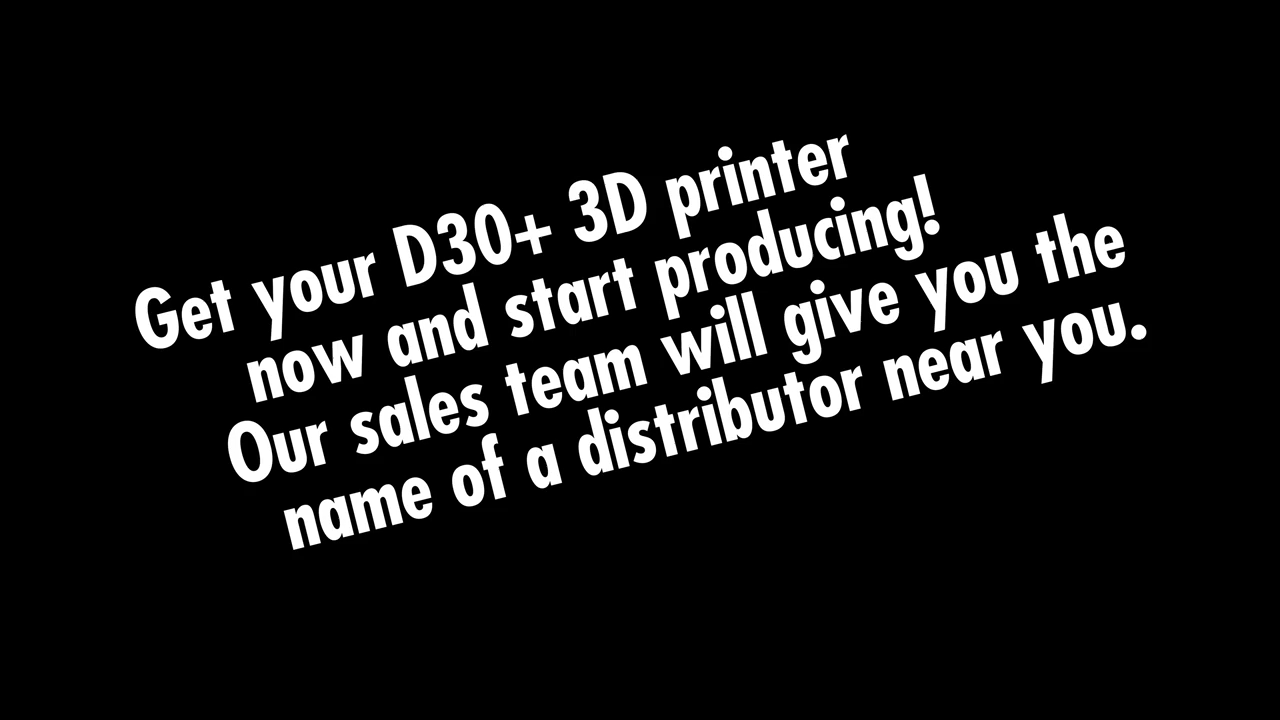 Get your D30+ 3D printer
now and start producing!
Our sales team will give you the
name of a distributor near you.